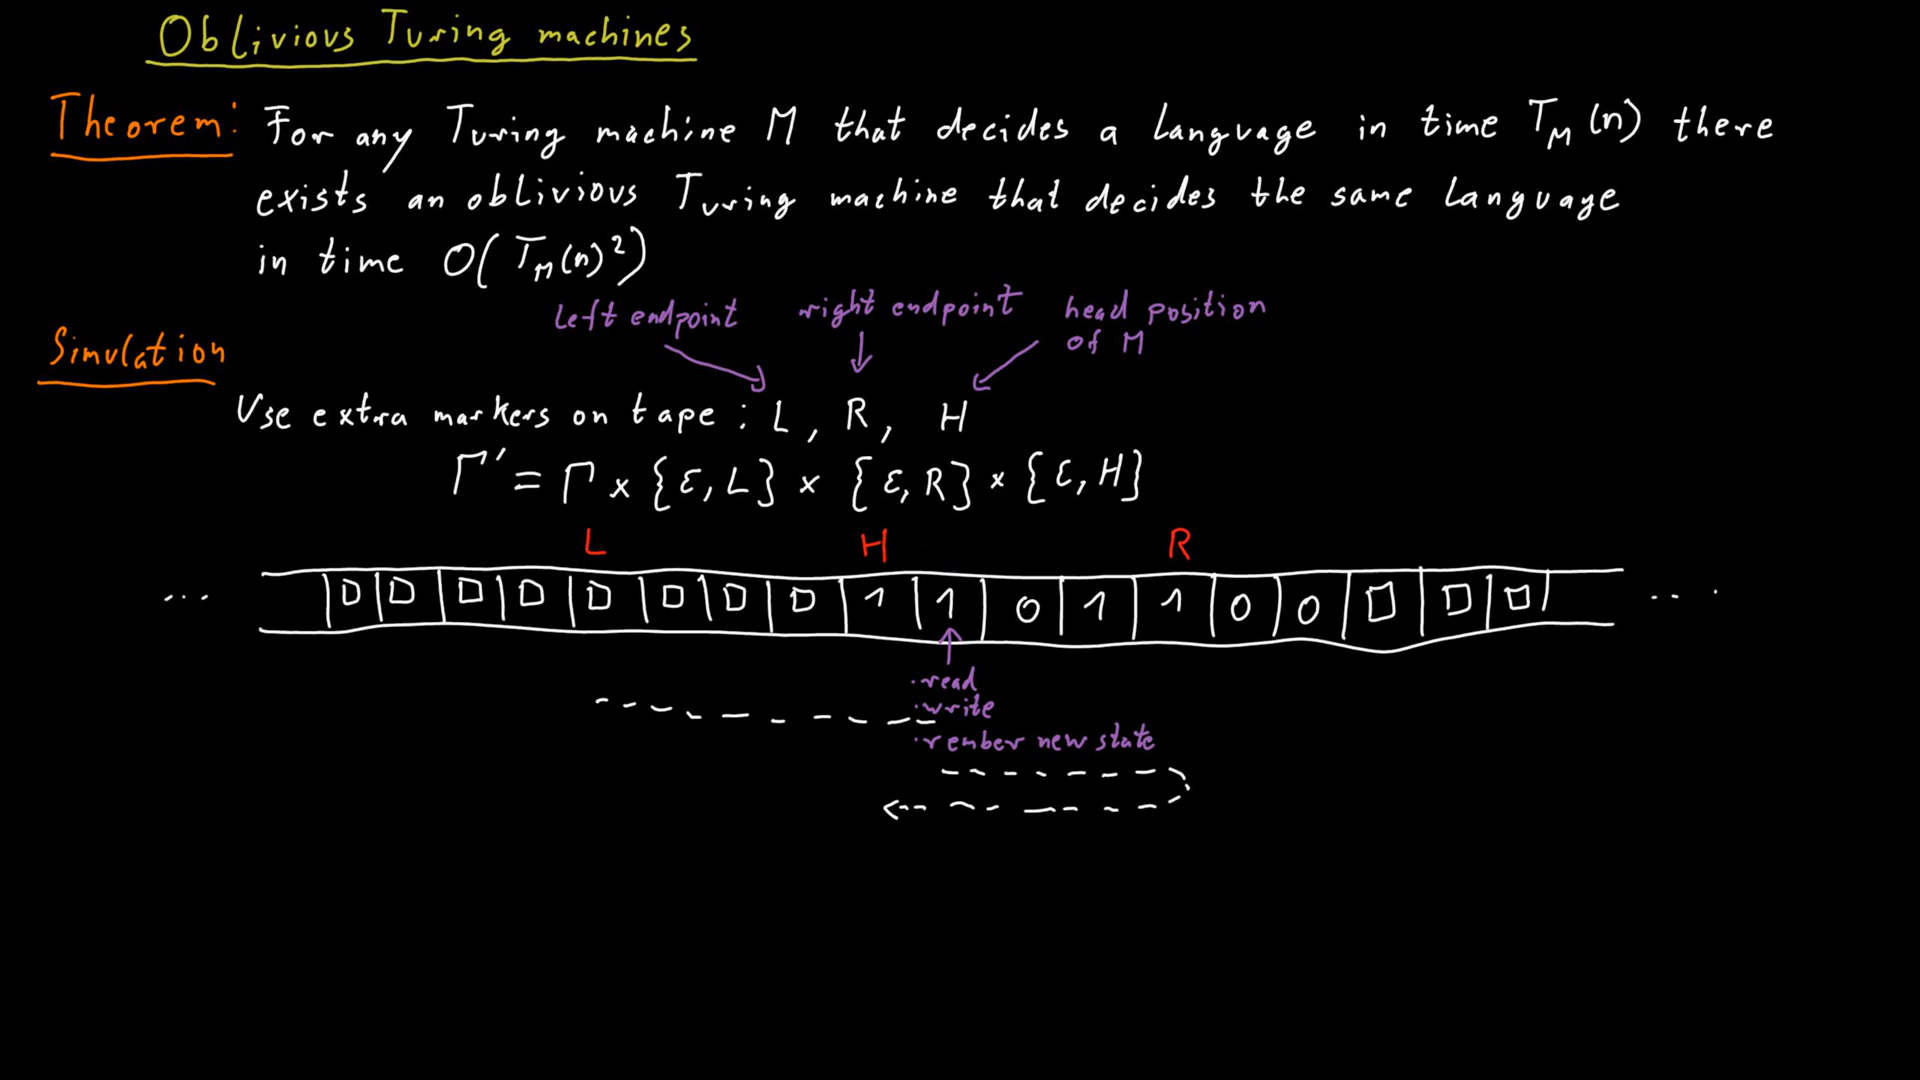 Oblivious Turing machines
Theorem: For any Turing machine M that decides a language in time T_M(n) there
exists an oblivious Turing machine that decides the same language
in time O(T_M(n)²)
left endpoint right endpoint head position
of M
Simulation
Use extra markers on tape: L, R, H
Γ' = Γ × {ε, L} × {ε, R} × {ε, H}
L H R
... □ □ □ □ □ □ □ □ 1 1 0 1 1 0 0 □ □ □ ...
·read
·write
·rember new state